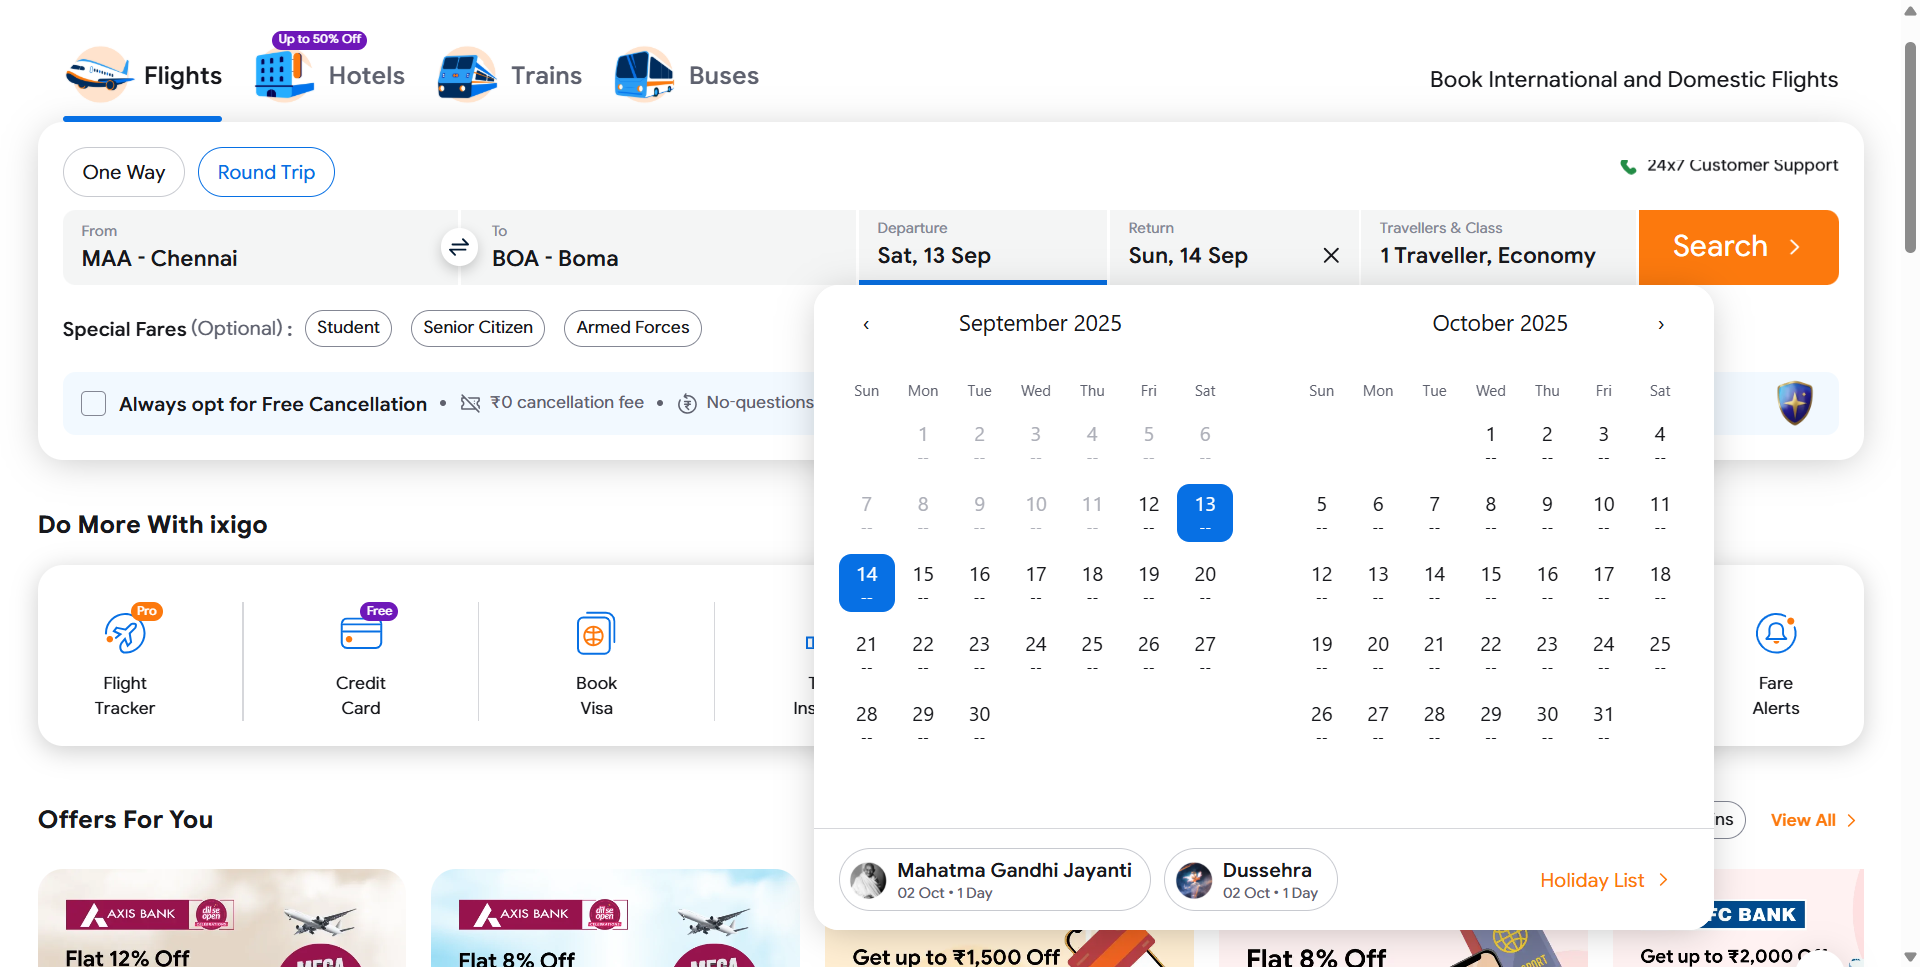 Up to 50% Off
Flights
Hotels
Trains
Buses
Book International and Domestic Flights
One Way
Round Trip
24x7 Customer Support
From
MAA - Chennai
To
BOA - Boma
Departure
Sat, 13 Sep
Return
Sun, 14 Sep
Travellers & Class
1 Traveller, Economy
Search
Special Fares (Optional) :
Student
Senior Citizen
Armed Forces
Always opt for Free Cancellation • ₹0 cancellation fee • No-questions
September 2025
Sun Mon Tue Wed Thu Fri Sat
1 2 3 4 5 6
-- -- -- -- -- --
7 8 9 10 11 12 13
-- -- -- -- -- -- --
14 15 16 17 18 19 20
-- -- -- -- -- -- --
21 22 23 24 25 26 27
-- -- -- -- -- -- --
28 29 30
-- -- --
October 2025
Sun Mon Tue Wed Thu Fri Sat
1 2 3 4
-- -- -- --
5 6 7 8 9 10 11
-- -- -- -- -- -- --
12 13 14 15 16 17 18
-- -- -- -- -- -- --
19 20 21 22 23 24 25
-- -- -- -- -- -- --
26 27 28 29 30 31
-- -- -- -- -- --
Mahatma Gandhi Jayanti
02 Oct • 1 Day
Dussehra
02 Oct • 1 Day
Holiday List
Do More With ixigo
Pro
Flight
Tracker
Free
Credit
Card
Book
Visa
T
Ins
Fare
Alerts
Offers For You
ns
View All
AXIS BANK
dil se
open
CELEBRATIONS
Flat 12% Off
MEGA
AXIS BANK
dil se
open
CELEBRATIONS
Flat 8% Off
MEGA
Get up to ₹1,500 Off
Flat 8% Off
FC BANK
Get up to ₹2,000